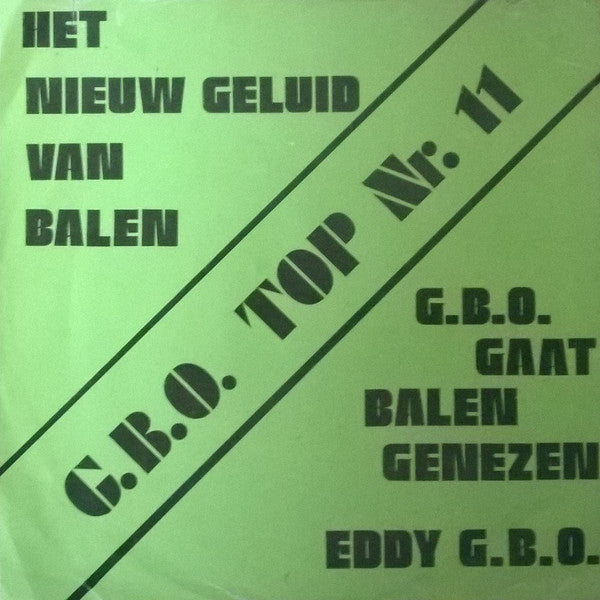 HET
NIEUW GELUID
VAN
BALEN
G.B.O. TOP Nr. 11
G.B.O.
GAAT
BALEN
GENEZEN
EDDY G.B.O.